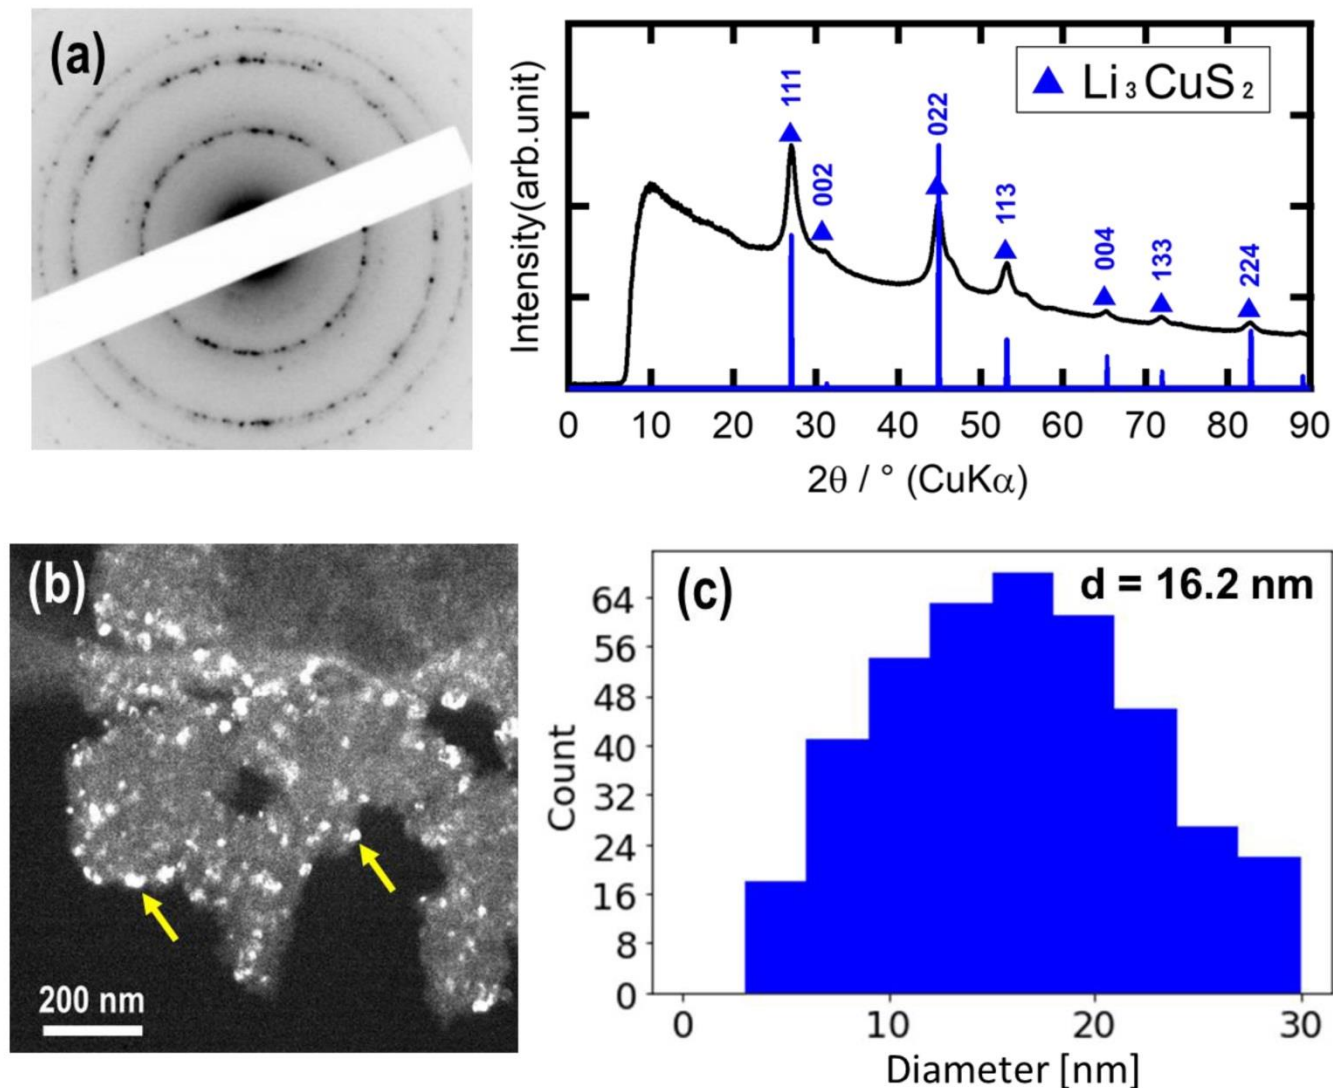 (a)
Intensity(arb.unit)
▲ Li₃CuS₂
111
002
022
113
004
133
224
0 10 20 30 40 50 60 70 80 90
2θ / ° (CuKα)
(b)
200 nm
(c)
d = 16.2 nm
Count
64
56
48
40
32
24
16
8
0
0 10 20 30
Diameter [nm]